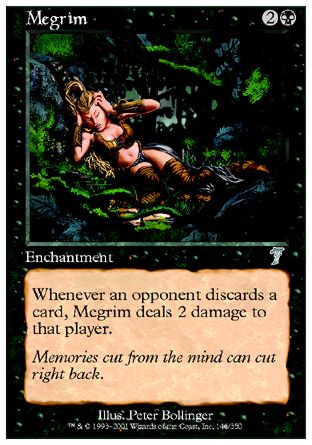 Megrim 2
Enchantment
Whenever an opponent discards a
card, Megrim deals 2 damage to
that player.
Memories cut from the mind can cut
right back.
Illus. Peter Bollinger
™ & © 1993–2001 Wizards of the Coast, Inc. 146/350